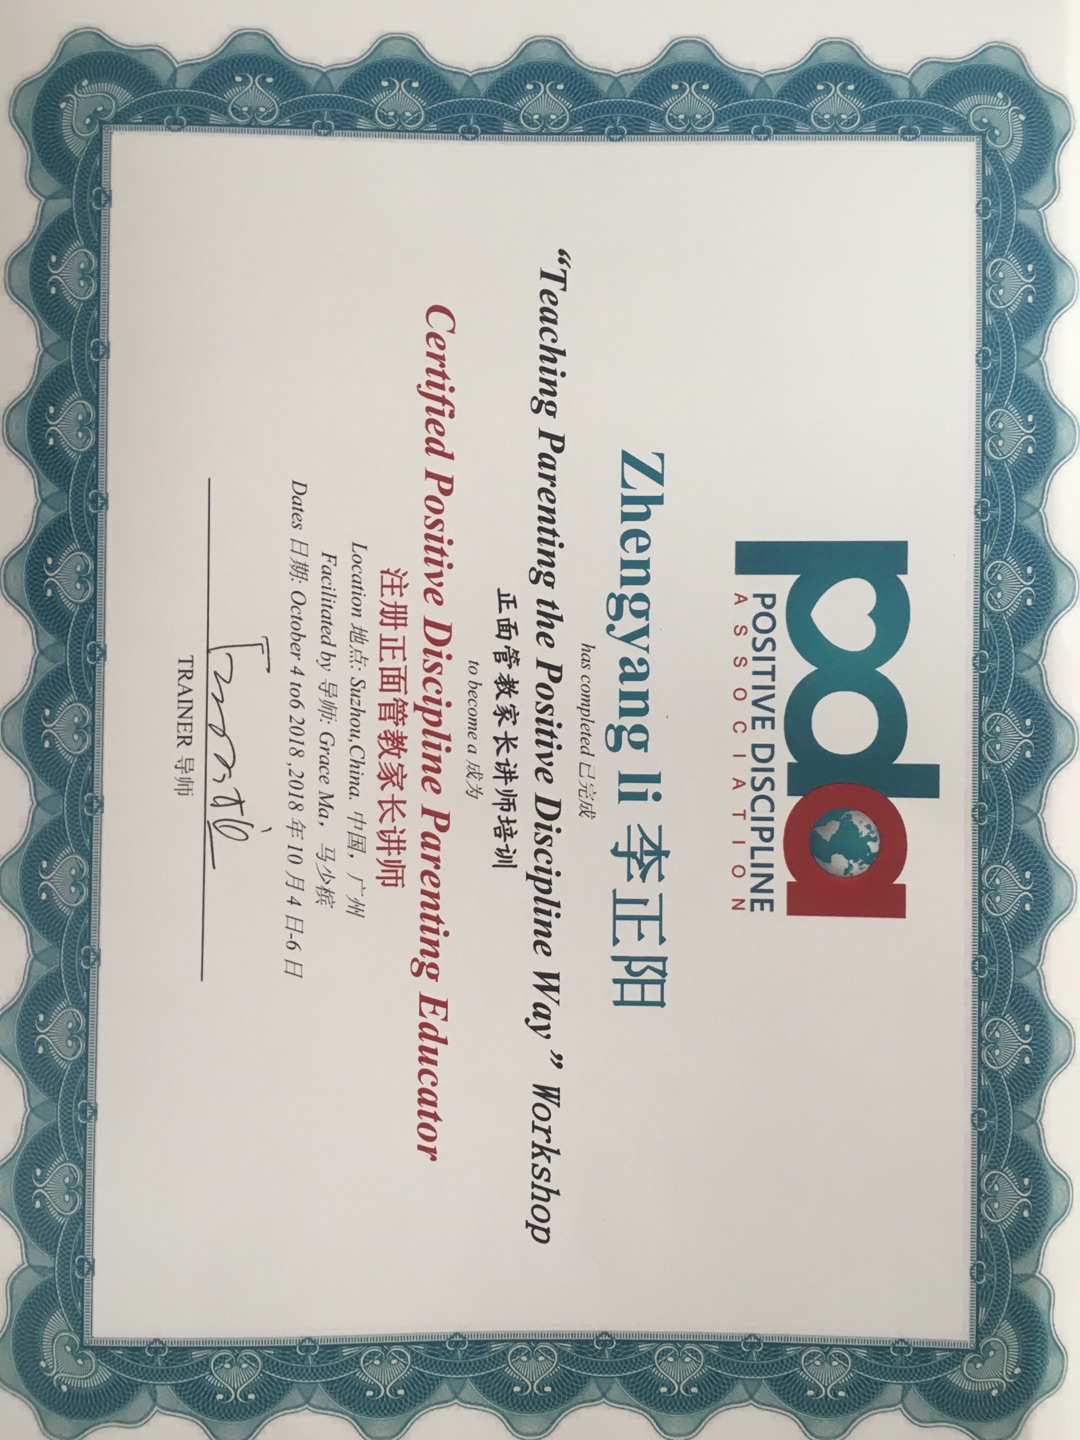 pda
POSITIVE DISCIPLINE
ASSOCIATION
Zhengyang li 李正阳
has completed 已完成
“Teaching Parenting the Positive Discipline Way” Workshop
正面管教家长讲师培训
to become a 成为
Certified Positive Discipline Parenting Educator
注册正面管教家长讲师
Location 地点: Suzhou,China. 中国，广州
Facilitated by 导师: Grace Ma，马少槟
Dates 日期: October 4 to6 2018 ,2018 年 10 月 4 日-6 日
TRAINER 导师